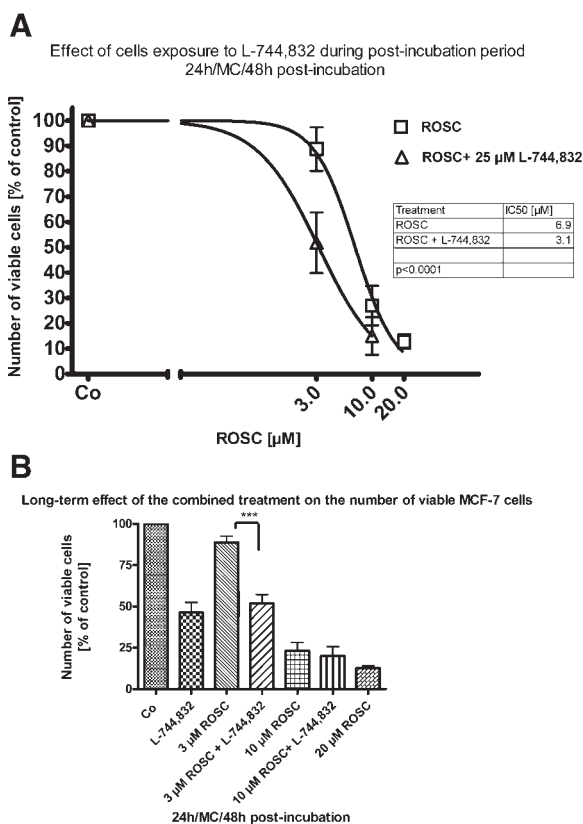 A
Effect of cells exposure to L-744,832 during post-incubation period
24h/MC/48h post-incubation
Number of viable cells [% of control]
100
90
80
70
60
50
40
30
20
10
0
Co
3.0
10.0
20.0
ROSC [µM]
ROSC
ROSC+ 25 µM L-744,832
Treatment IC50 [µM]
ROSC 6.9
ROSC + L-744,832 3.1
p<0.0001
B
Long-term effect of the combined treatment on the number of viable MCF-7 cells
Number of viable cells
[% of control]
100
75
50
25
0
***
Co
L-744,832
3 µM ROSC
3 µM ROSC + L-744,832
10 µM ROSC
10 µM ROSC+ L-744,832
20 µM ROSC
24h/MC/48h post-incubation